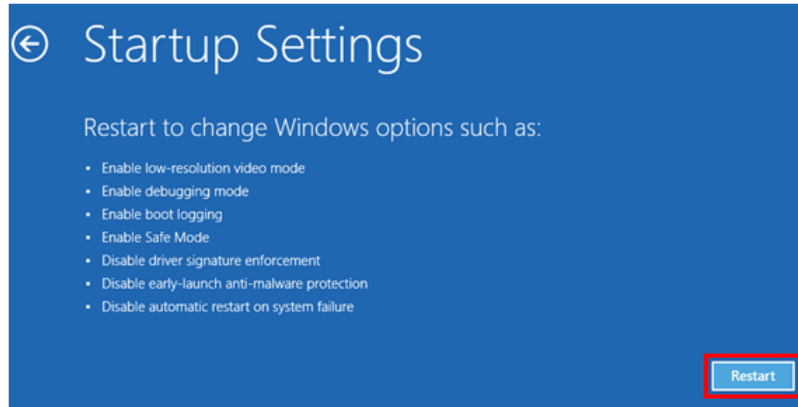 Startup Settings
Restart to change Windows options such as:
• Enable low-resolution video mode
• Enable debugging mode
• Enable boot logging
• Enable Safe Mode
• Disable driver signature enforcement
• Disable early-launch anti-malware protection
• Disable automatic restart on system failure
Restart